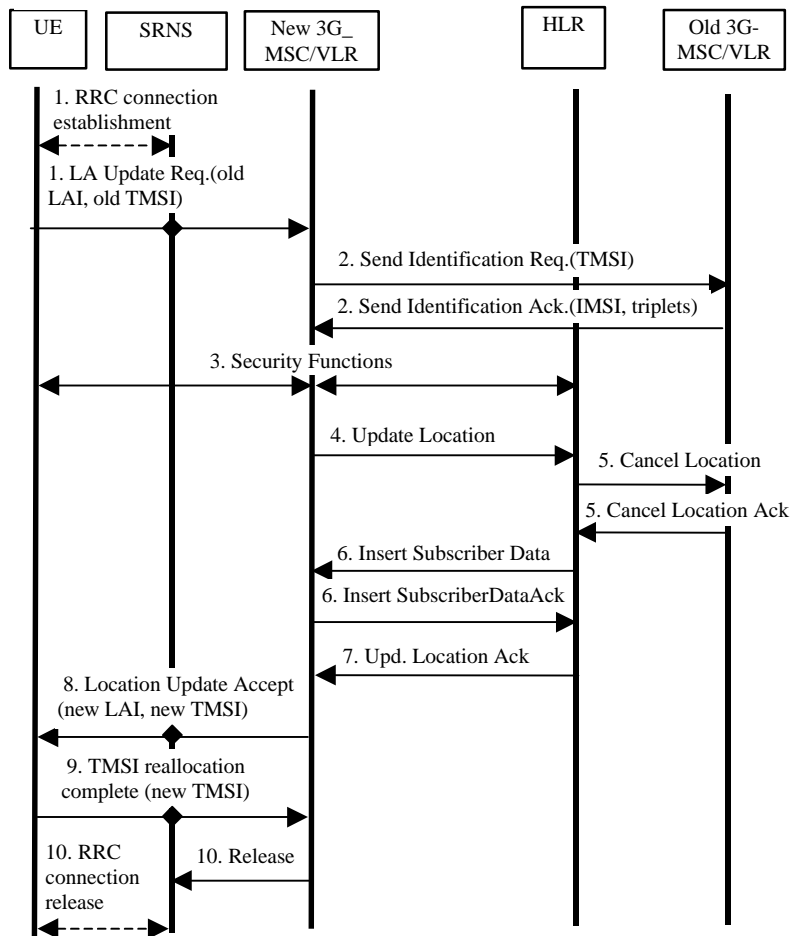 UE
SRNS
New 3G_
MSC/VLR
HLR
Old 3G-
MSC/VLR
1. RRC connection
establishment
1. LA Update Req.(old
LAI, old TMSI)
2. Send Identification Req.(TMSI)
2. Send Identification Ack.(IMSI, triplets)
3. Security Functions
4. Update Location
5. Cancel Location
5. Cancel Location Ack
6. Insert Subscriber Data
6. Insert SubscriberDataAck
7. Upd. Location Ack
8. Location Update Accept
(new LAI, new TMSI)
9. TMSI reallocation
complete (new TMSI)
10. RRC
connection
release
10. Release